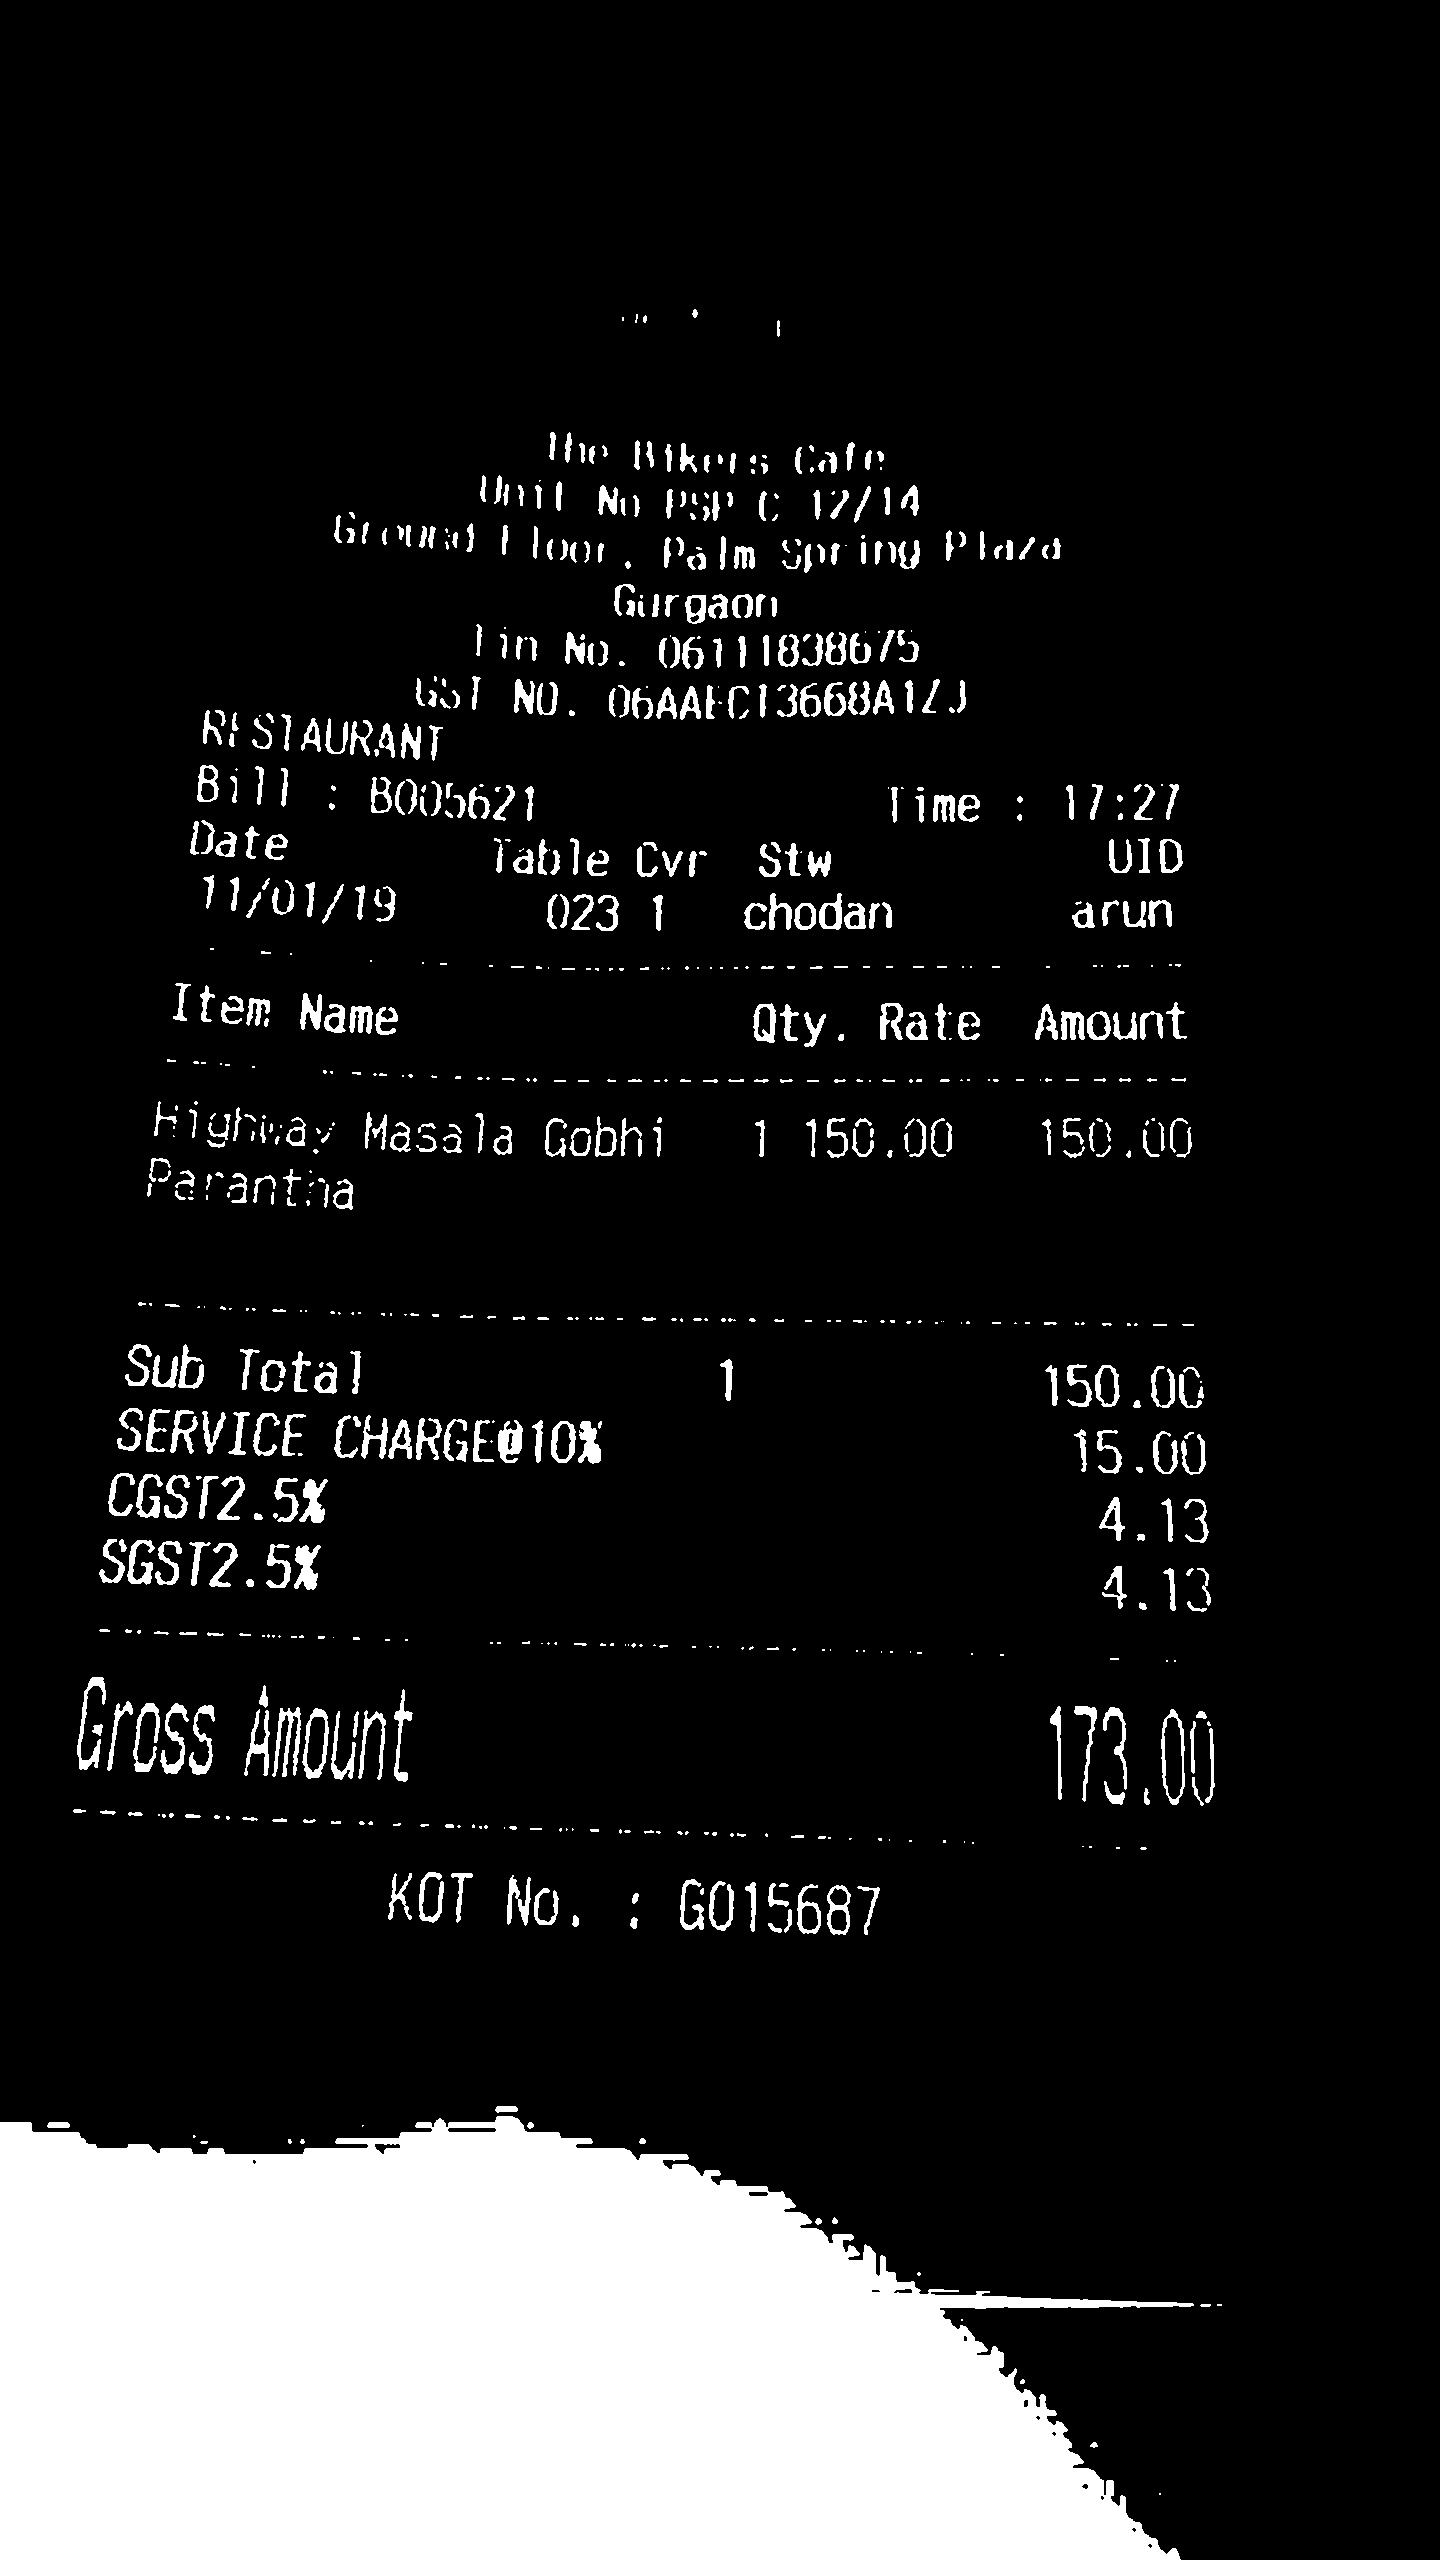 The Bikers Cafe
Unit No PSP C 12/14
Ground Floor, Palm Spring Plaza
Gurgaon
Tin No. 06111838675
GST NO. 06AAECT3668A1ZJ
RESTAURANT
Bill : B005621 Time : 17:27
Date Table Cvr Stw UID
11/01/19 023 1 chodan arun
Item Name Qty. Rate Amount
Highway Masala Gobhi 1 150.00 150.00
Parantha
Sub Total 1 150.00
SERVICE CHARGE@10% 15.00
CGST2.5% 4.13
SGST2.5% 4.13
Gross Amount 173.00
KOT No. : G015687